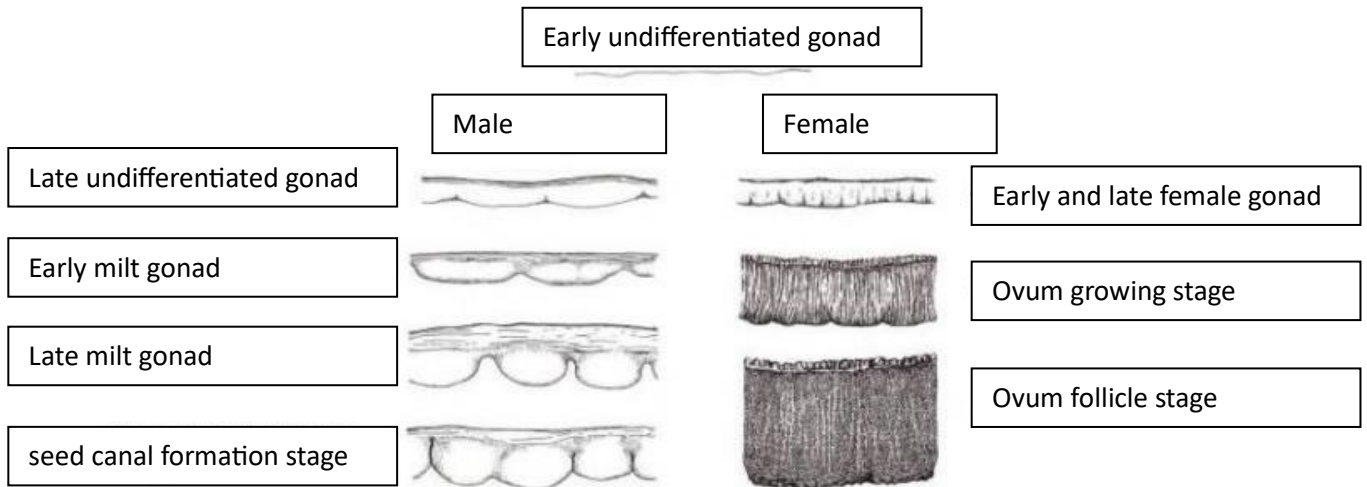 Early undifferentiated gonad
Male
Female
Late undifferentiated gonad
Early and late female gonad
Early milt gonad
Ovum growing stage
Late milt gonad
Ovum follicle stage
seed canal formation stage